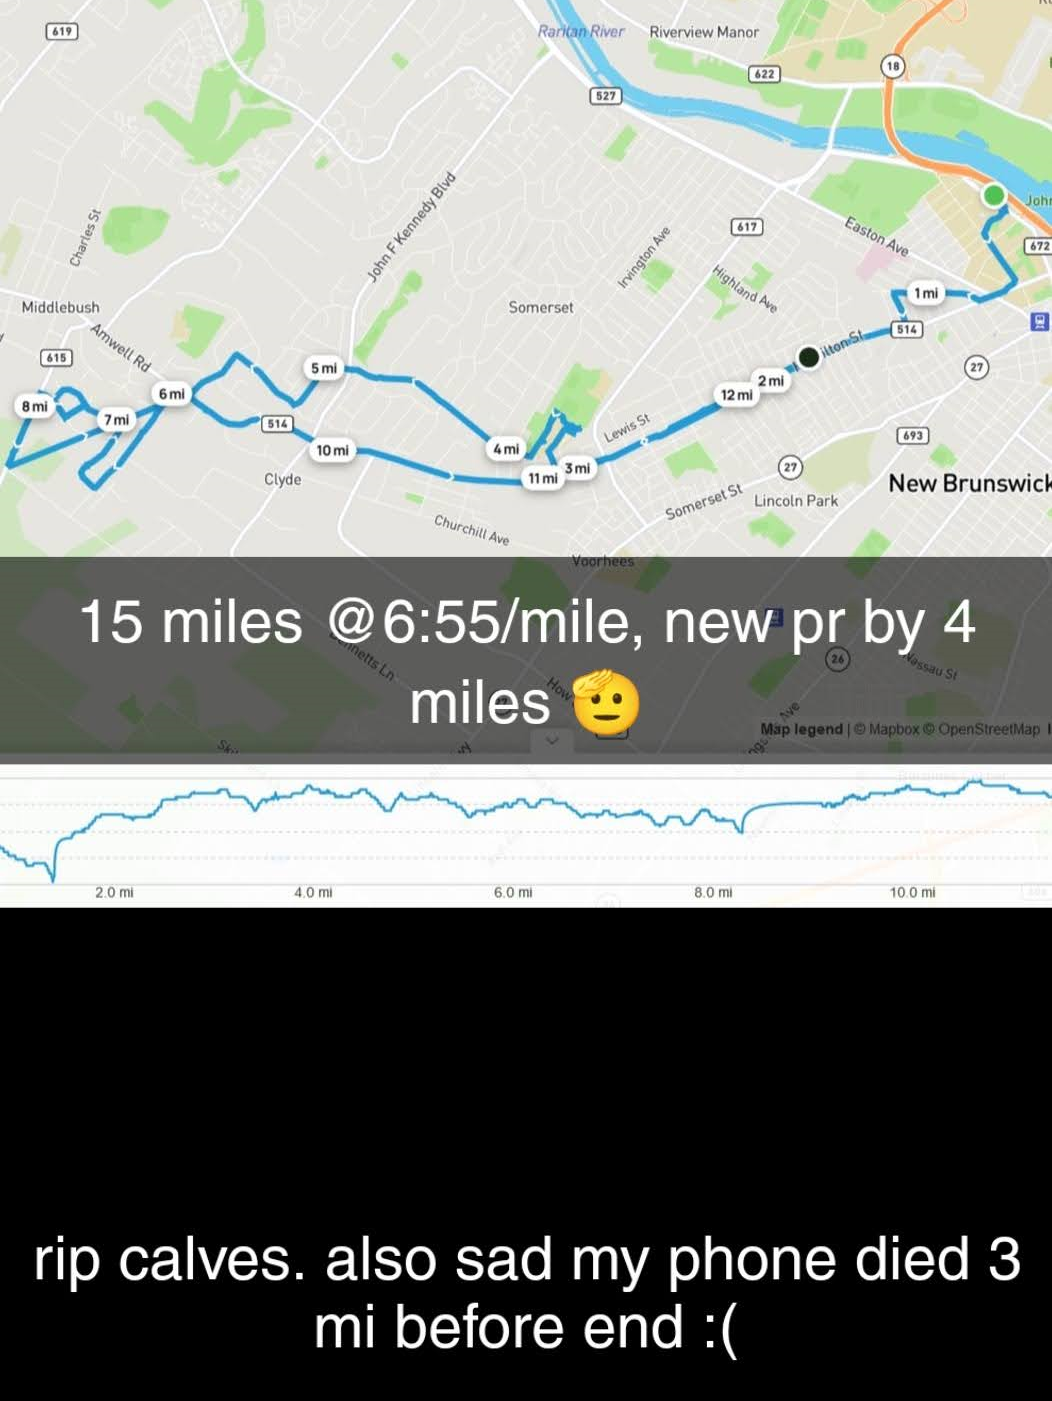 619
Raritan River
Riverview Manor
18
622
527
John F Kennedy Blvd
Charles St
Irvington Ave
617
Easton Ave
672
Highland Ave
1 mi
Middlebush
Somerset
514
Amwell Rd
615
5 mi
27
2 mi
6 mi
12 mi
8 mi
7 mi
514
Lewis St
693
10 mi
4 mi
3 mi
11 mi
27
Clyde
Somerset St
Lincoln Park
New Brunswick
Churchill Ave
Voorhees
15 miles @6:55/mile, new pr by 4
miles 🫡
26
Nassau St
Map legend | © Mapbox © OpenStreetMap
2.0 mi
4.0 mi
6.0 mi
8.0 mi
10.0 mi
rip calves. also sad my phone died 3
mi before end :(